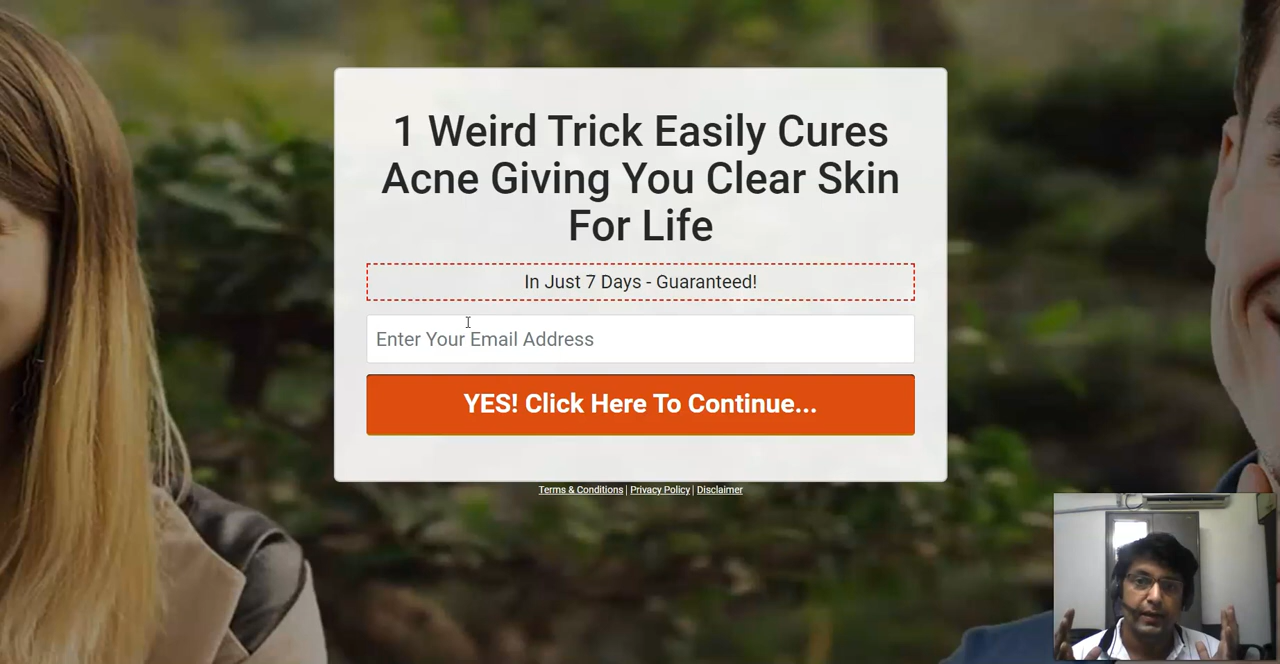 1 Weird Trick Easily Cures
Acne Giving You Clear Skin
For Life
In Just 7 Days - Guaranteed!
Enter Your Email Address
YES! Click Here To Continue...
Terms & Conditions | Privacy Policy | Disclaimer